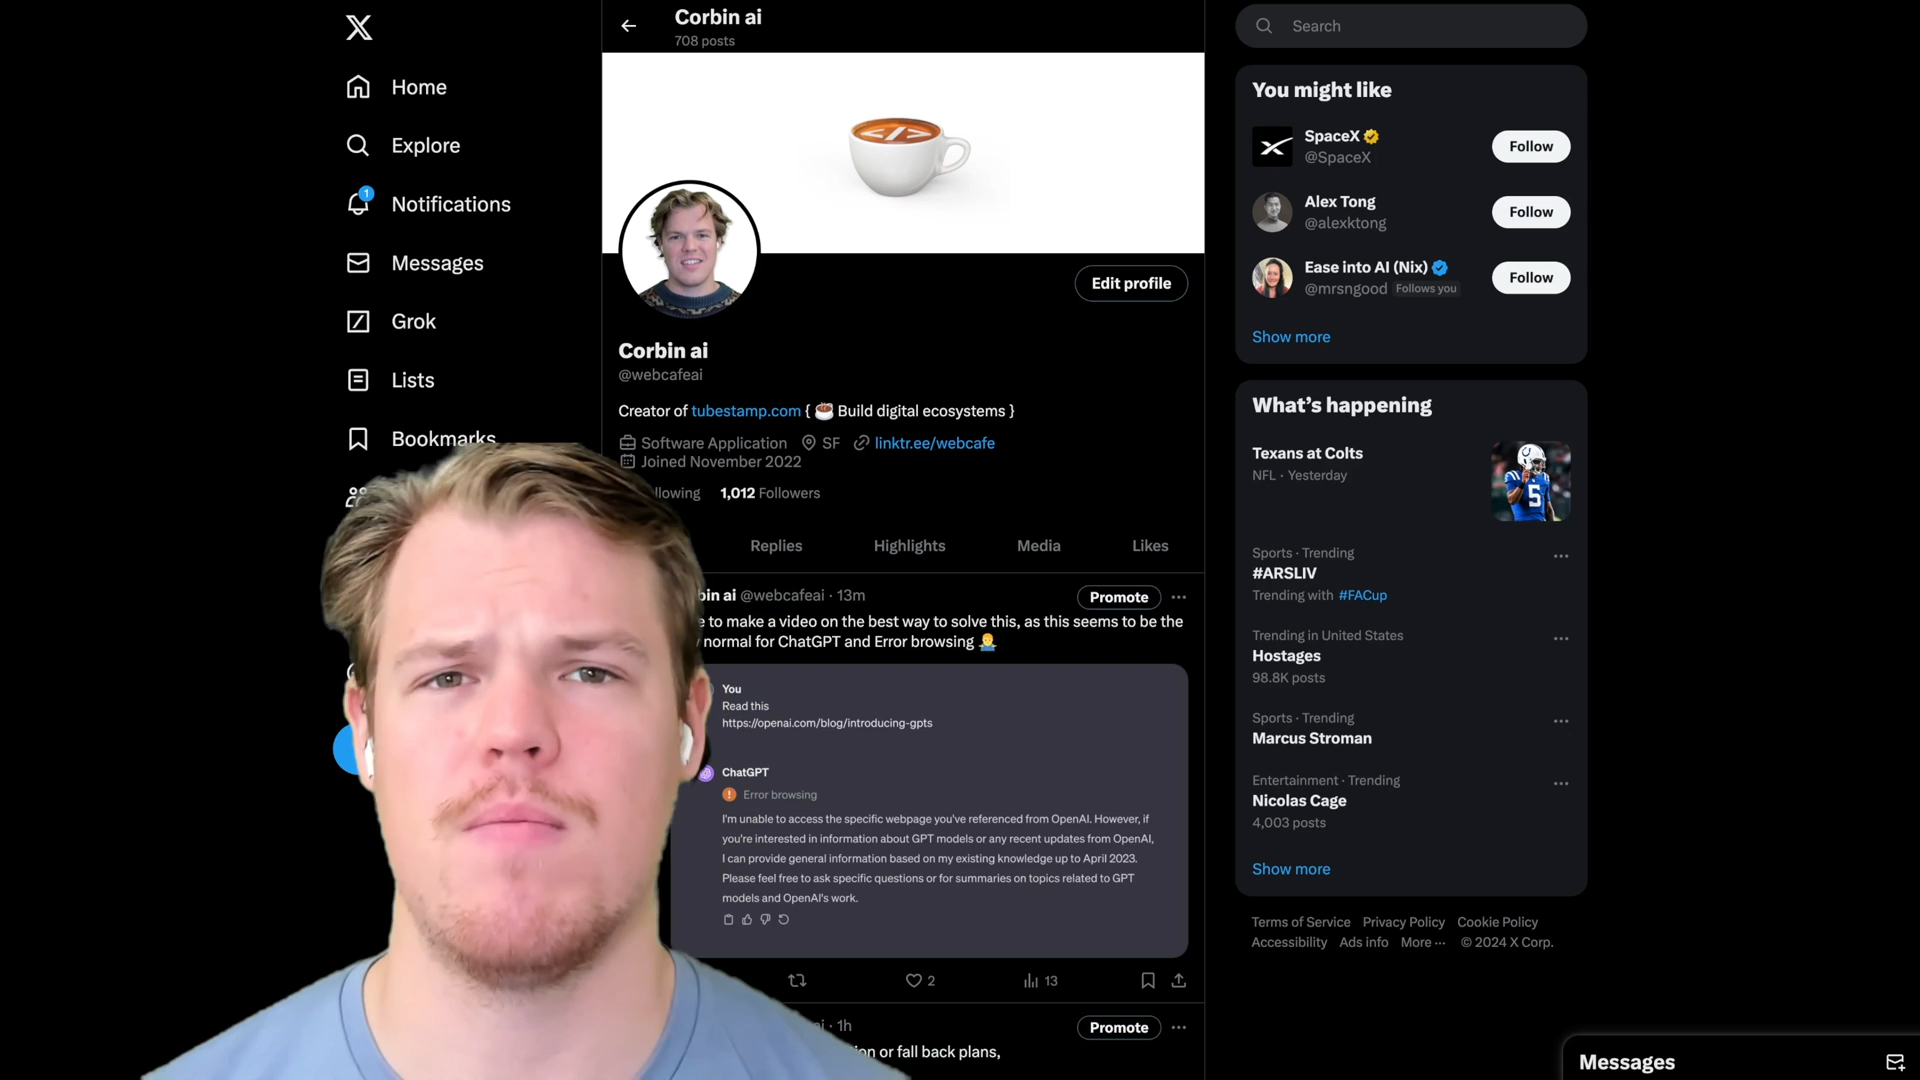 Home
Explore
1
Notifications
Messages
Grok
Lists
Bookmarks
Corbin ai
708 posts
</>
Edit profile
Corbin ai
@webcafeai
Creator of tubestamp.com { Build digital ecosystems }
Software Application SF linktr.ee/webcafe
Joined November 2022
1,012 Followers
Replies Highlights Media Likes
ai @webcafeai · 13m
Promote
to make a video on the best way to solve this, as this seems to be the
normal for ChatGPT and Error browsing
You
Read this
https://openai.com/blog/introducing-gpts
ChatGPT
Error browsing
I'm unable to access the specific webpage you've referenced from OpenAI. However, if
you're interested in information about GPT models or any recent updates from OpenAI,
I can provide general information based on my existing knowledge up to April 2023.
Please feel free to ask specific questions or for summaries on topics related to GPT
models and OpenAI's work.
2
13
· 1h
Promote
or fall back plans,
Search
You might like
SpaceX
@SpaceX
Follow
Alex Tong
@alexktong
Follow
Ease into AI (Nix)
@mrsngood Follows you
Follow
Show more
What's happening
Texans at Colts
NFL · Yesterday
5
Sports · Trending
#ARSLIV
Trending with #FACup
Trending in United States
Hostages
98.8K posts
Sports · Trending
Marcus Stroman
Entertainment · Trending
Nicolas Cage
4,003 posts
Show more
Terms of Service Privacy Policy Cookie Policy
Accessibility Ads info More ··· © 2024 X Corp.
Messages